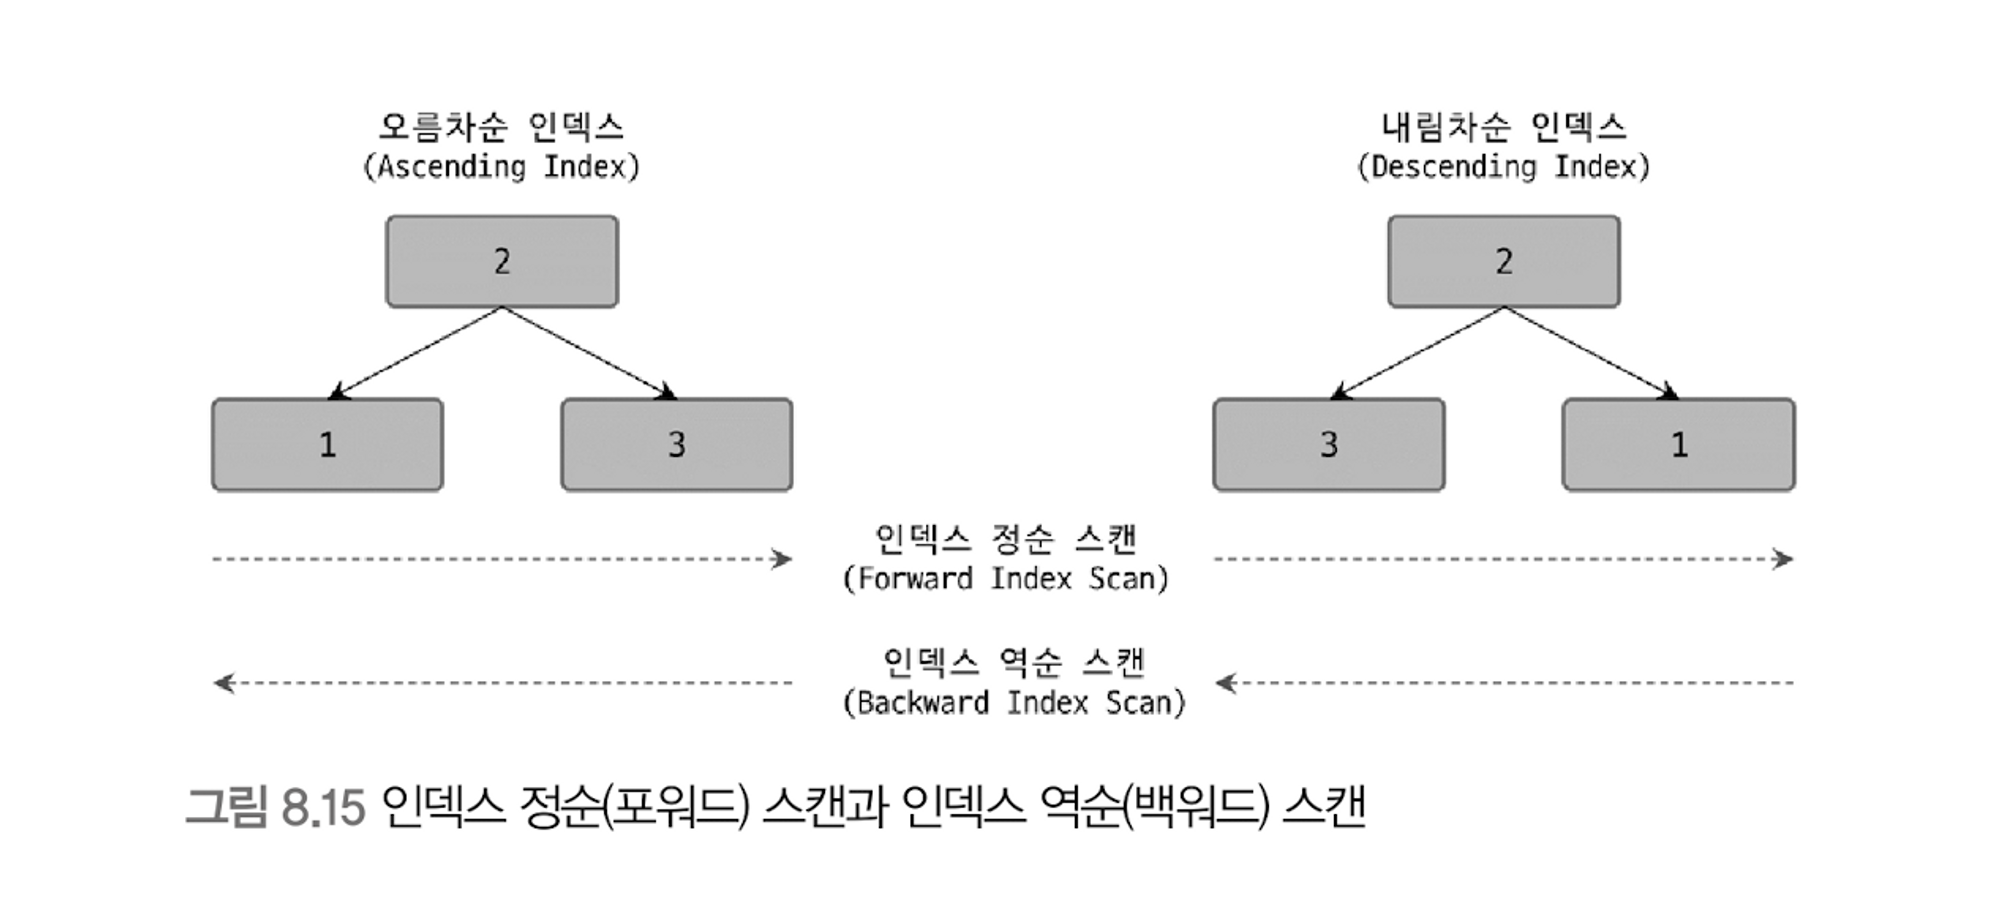 오름차순 인덱스
(Ascending Index)
2
1
3
내림차순 인덱스
(Descending Index)
2
3
1
인덱스 정순 스캔
(Forward Index Scan)
인덱스 역순 스캔
(Backward Index Scan)
그림 8.15 인덱스 정순(포워드) 스캔과 인덱스 역순(백워드) 스캔